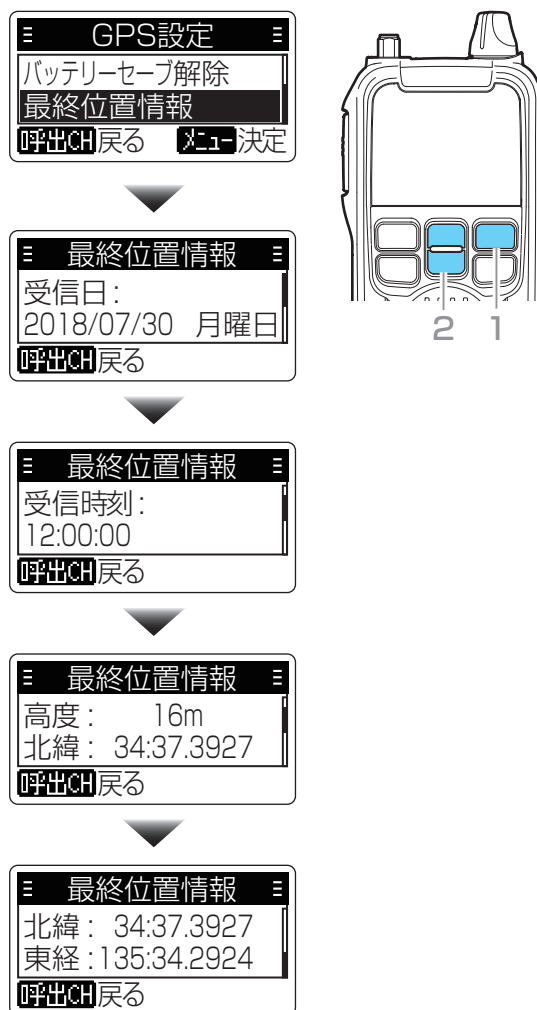 GPS設定
バッテリーセーブ解除
最終位置情報
呼出CH戻る メニュー決定
最終位置情報
受信日：
2018/07/30 月曜日
呼出CH戻る
最終位置情報
受信時刻：
12:00:00
呼出CH戻る
最終位置情報
高度： 16m
北緯： 34:37.3927
呼出CH戻る
最終位置情報
北緯： 34:37.3927
東経：135:34.2924
呼出CH戻る
2 1